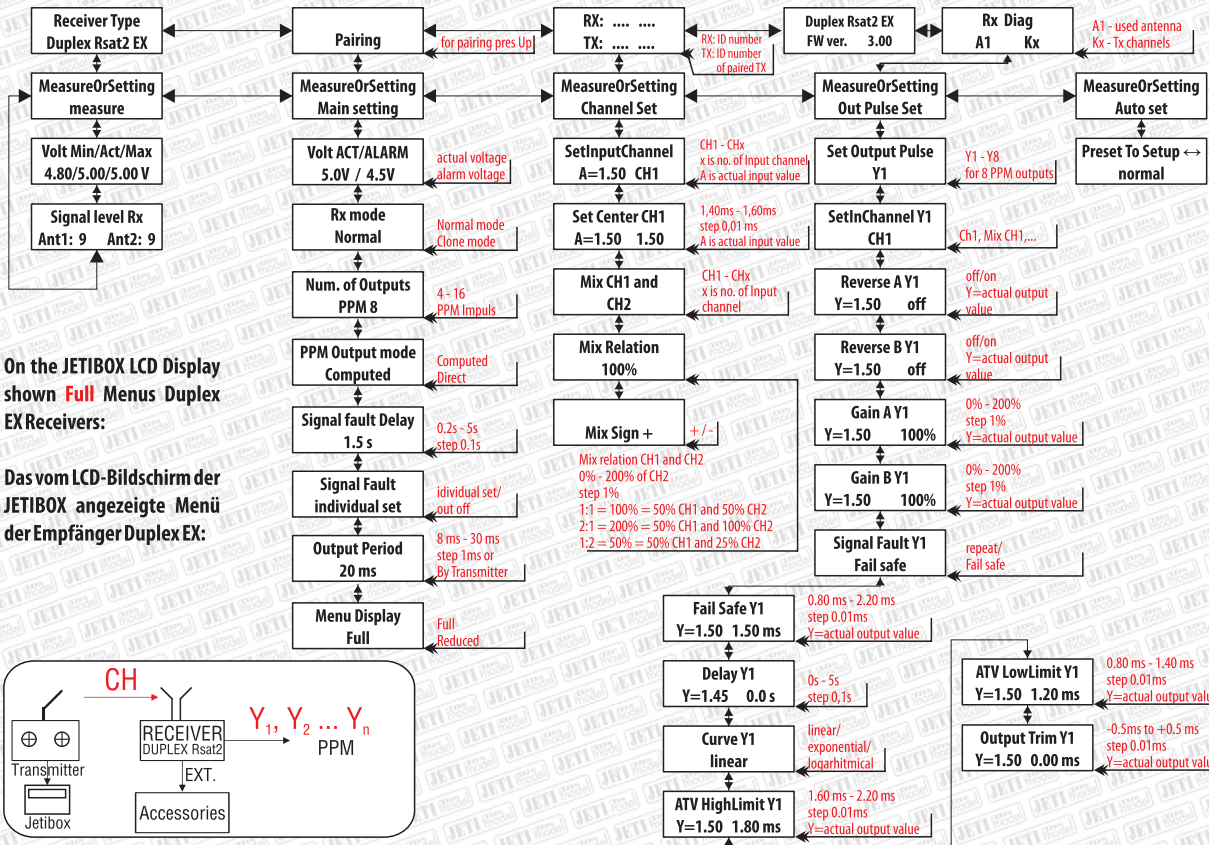 Receiver Type
Duplex Rsat2 EX
Pairing
for pairing pres Up
RX: .... ....
TX: .... ....
RX: ID number
TX: ID number
of paired TX
Duplex Rsat2 EX
FW ver. 3.00
Rx Diag
A1 Kx
A1 - used antenna
Kx - Tx channels
MeasureOrSetting
measure
MeasureOrSetting
Main setting
MeasureOrSetting
Channel Set
MeasureOrSetting
Out Pulse Set
MeasureOrSetting
Auto set
Volt Min/Act/Max
4.80/5.00/5.00 V
Signal level Rx
Ant1: 9 Ant2: 9
Volt ACT/ALARM
5.0V / 4.5V
actual voltage
alarm voltage
Rx mode
Normal
Normal mode
Clone mode
Num. of Outputs
PPM 8
4 - 16
PPM Impuls
PPM Output mode
Computed
Computed
Direct
Signal fault Delay
1.5 s
0.2s - 5s
step 0.1s
Signal Fault
individual set
idividual set/
out off
Output Period
20 ms
8 ms - 30 ms
step 1ms or
By Transmitter
Menu Display
Full
Full
Reduced
SetInputChannel
A=1.50 CH1
CH1 - CHx
x is no. of Input channel
A is actual input value
Set Center CH1
A=1.50 1.50
1,40ms - 1,60ms
step 0,01 ms
A is actual input value
Mix CH1 and
CH2
CH1 - CHx
x is no. of Input
channel
Mix Relation
100%
Mix Sign +
+ / -
Mix relation CH1 and CH2
0% - 200% of CH2
step 1%
1:1 = 100% = 50% CH1 and 50% CH2
2:1 = 200% = 50% CH1 and 100% CH2
1:2 = 50% = 50% CH1 and 25% CH2
Set Output Pulse
Y1
Y1 - Y8
for 8 PPM outputs
SetInChannel Y1
CH1
Ch1, Mix CH1,...
Reverse A Y1
Y=1.50 off
off/on
Y=actual output
value
Reverse B Y1
Y=1.50 off
off/on
Y=actual output
value
Gain A Y1
Y=1.50 100%
0% - 200%
step 1%
Y=actual output value
Gain B Y1
Y=1.50 100%
0% - 200%
step 1%
Y=actual output value
Signal Fault Y1
Fail safe
repeat/
Fail safe
Preset To Setup ↔
normal
Fail Safe Y1
Y=1.50 1.50 ms
0.80 ms - 2.20 ms
step 0.01ms
Y=actual output value
Delay Y1
Y=1.45 0.0 s
0s - 5s
step 0,1s
Curve Y1
linear
linear/
exponential/
logarhitmical
ATV HighLimit Y1
Y=1.50 1.80 ms
1.60 ms - 2.20 ms
step 0.01ms
Y=actual output value
ATV LowLimit Y1
Y=1.50 1.20 ms
0.80 ms - 1.40 ms
step 0.01ms
Y=actual output valu
Output Trim Y1
Y=1.50 0.00 ms
-0.5ms to +0.5 ms
step 0.01ms
Y=actual output valu
On the JETIBOX LCD Display
shown Full Menus Duplex
EX Receivers:
Das vom LCD-Bildschirm der
JETIBOX angezeigte Menü
der Empfänger Duplex EX:
CH
Transmitter
Jetibox
RECEIVER
DUPLEX Rsat2
EXT.
Accessories
Y1, Y2 ... Yn
PPM